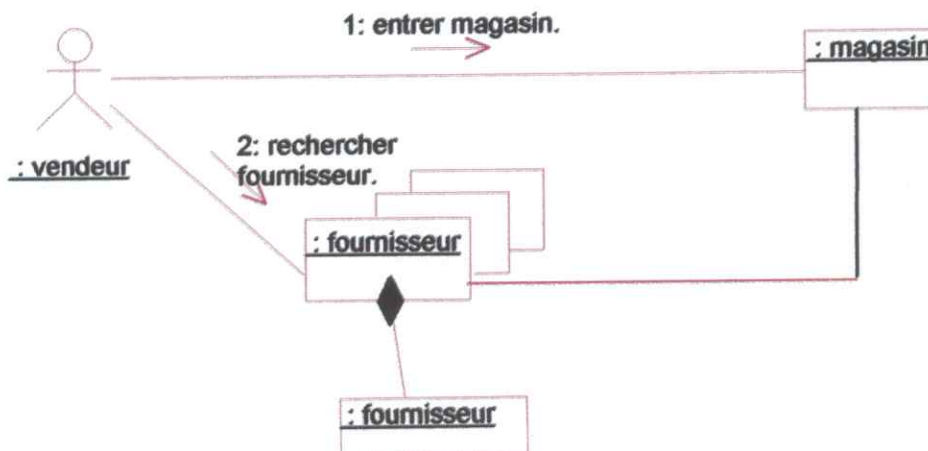 1: entrer magasin.
: magasin
2: rechercher
fournisseur.
: vendeur
: fournisseur
: fournisseur